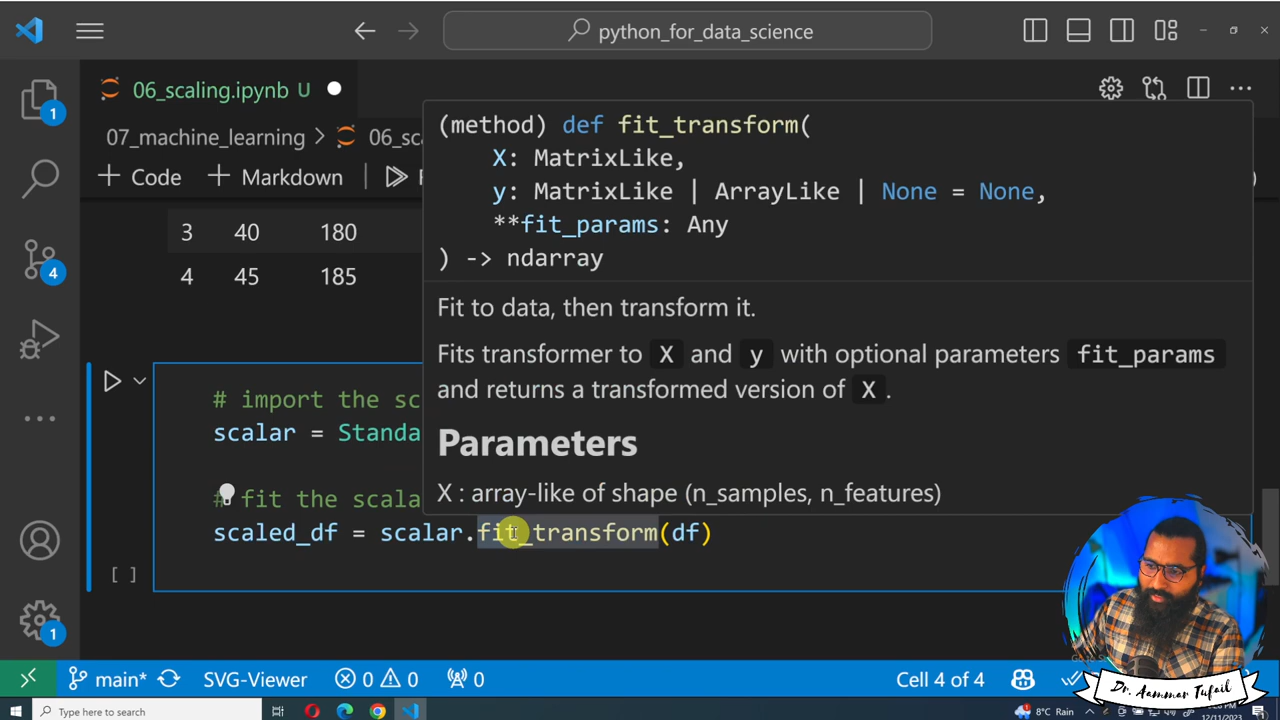 python_for_data_science
06_scaling.ipynb U
07_machine_learning > 06_sc
+ Code + Markdown
3 40 180
4 45 185
(method) def fit_transform(
X: MatrixLike,
y: MatrixLike | ArrayLike | None = None,
**fit_params: Any
) -> ndarray
Fit to data, then transform it.
Fits transformer to X and y with optional parameters fit_params
and returns a transformed version of X.
Parameters
X : array-like of shape (n_samples, n_features)
# import the sc
scalar = Standa
# fit the scala
scaled_df = scalar.fit_transform(df)
[ ]
1
4
1
main* SVG-Viewer 0 0 0 Cell 4 of 4
Dr. Aammar Tufail
Type here to search
8°C Rain